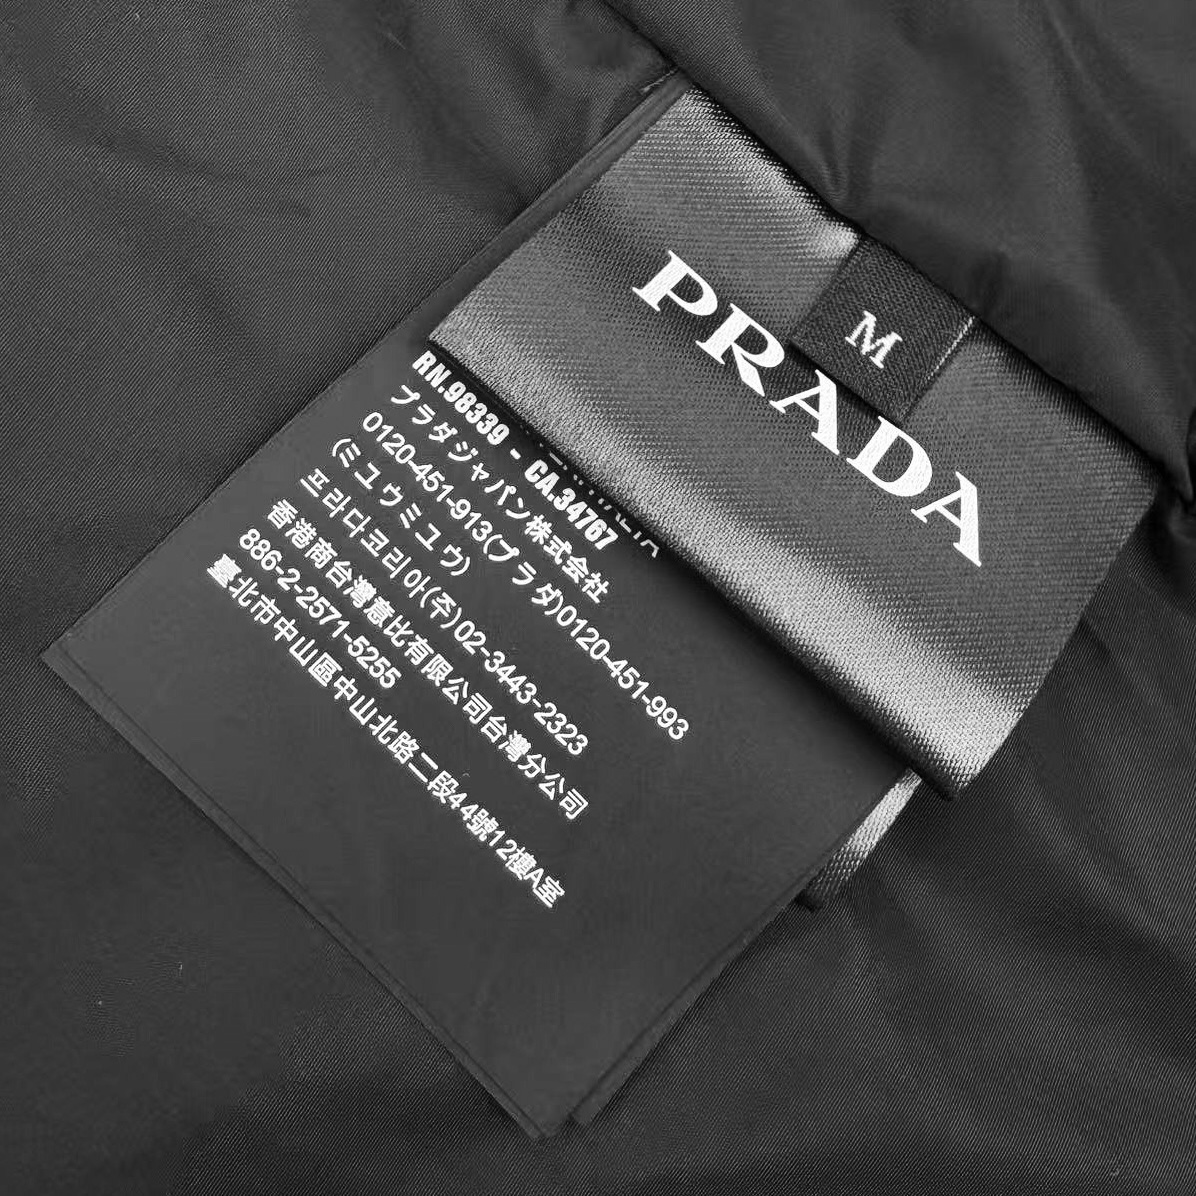 PRADA
M
RN.98339 - CA.34767
プラダジャパン株式会社
0120-451-913(プラダ)0120-451-993
(ミュウミュウ)
프라다코리아(주)02-3443-2323
香港商台灣意比有限公司台灣分公司
886-2-2571-5255
臺北市中山區中山北路二段44號12樓A室